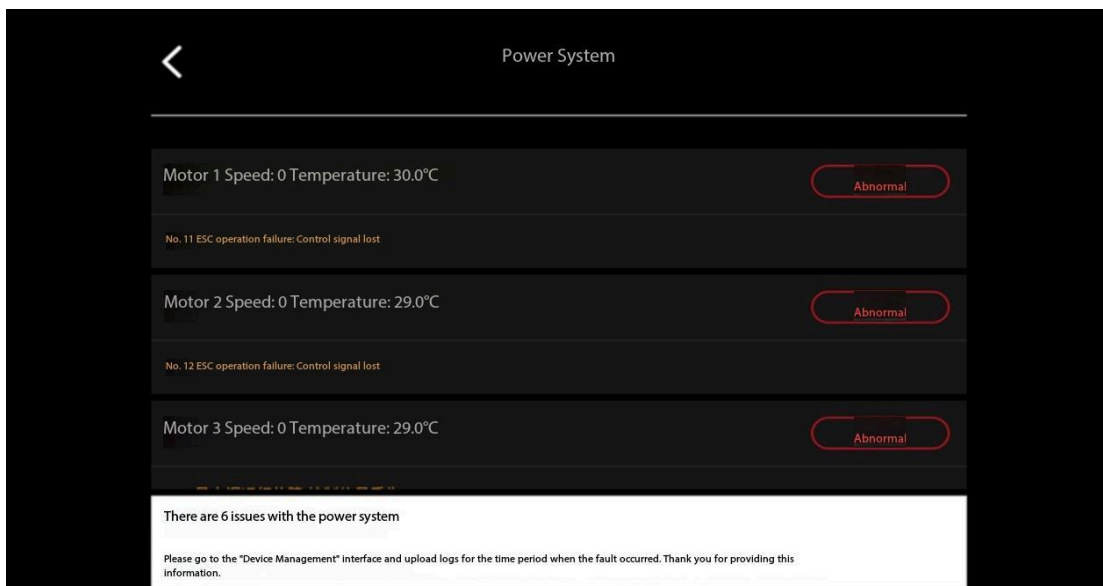 Power System
Motor 1 Speed: 0 Temperature: 30.0°C
Abnormal
No. 11 ESC operation failure: Control signal lost
Motor 2 Speed: 0 Temperature: 29.0°C
Abnormal
No. 12 ESC operation failure: Control signal lost
Motor 3 Speed: 0 Temperature: 29.0°C
Abnormal
There are 6 issues with the power system
Please go to the "Device Management" interface and upload logs for the time period when the fault occurred. Thank you for providing this
information.